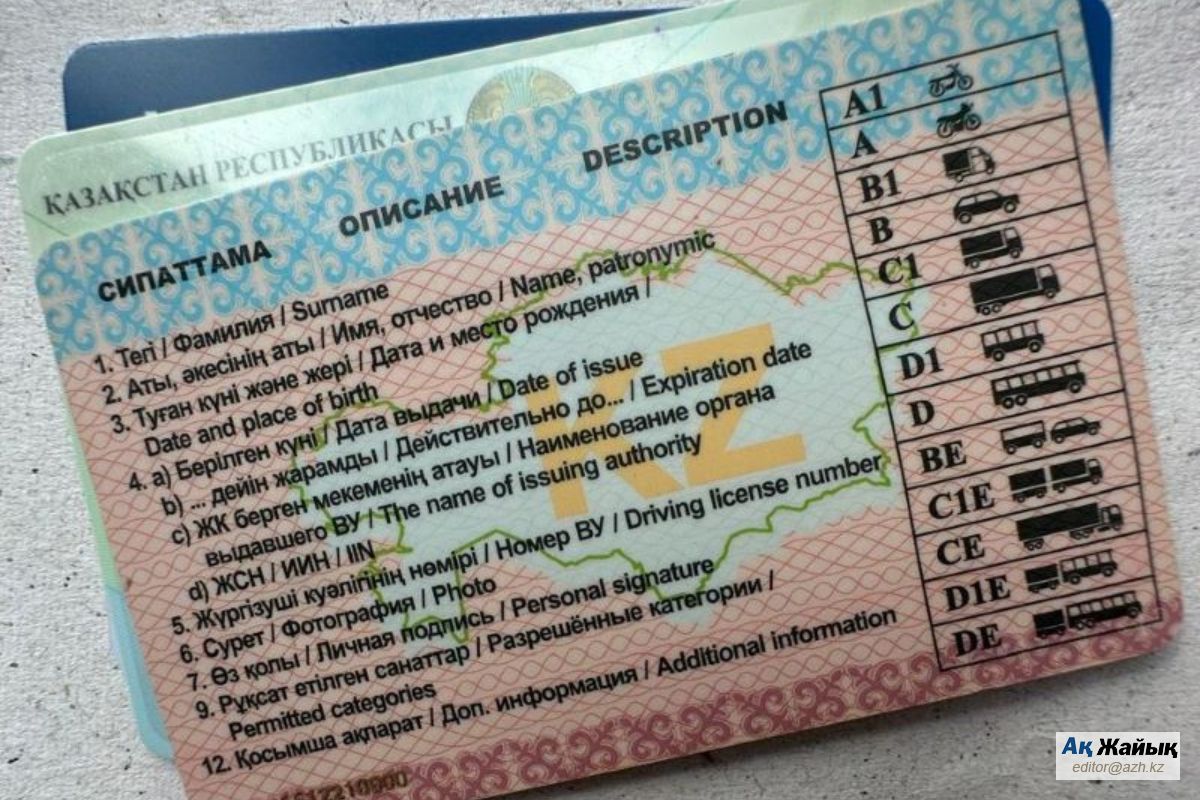 ҚАЗАҚСТАН РЕСПУБЛИКАСЫ
СИПАТТАМА ОПИСАНИЕ DESCRIPTION
1. Тегі / Фамилия / Surname
2. Аты, әкесінің аты / Имя, отчество / Name, patronymic
3. Туған күні және жері / Дата и место рождения /
Date and place of birth
4. a) Берілген күні / Дата выдачи / Date of issue
b) ... дейін жарамды / Действительно до... / Expiration date
c) ЖК берген мекеменің атауы / Наименование органа
выдавшего ВУ / The name of issuing authority
d) ЖСН / ИИН / IIN
5. Жүргізуші куәлігінің нөмірі / Номер ВУ / Driving license number
6. Сурет / Фотография / Photo
7. Өз қолы / Личная подпись / Personal signature
9. Рұқсат етілген санаттар / Разрешённые категории /
Permitted categories
12. Қосымша ақпарат / Доп. информация / Additional information
KZ
A1
A
B1
B
C1
C
D1
D
BE
C1E
CE
D1E
DE
Ақ Жайық
editor@azh.kz